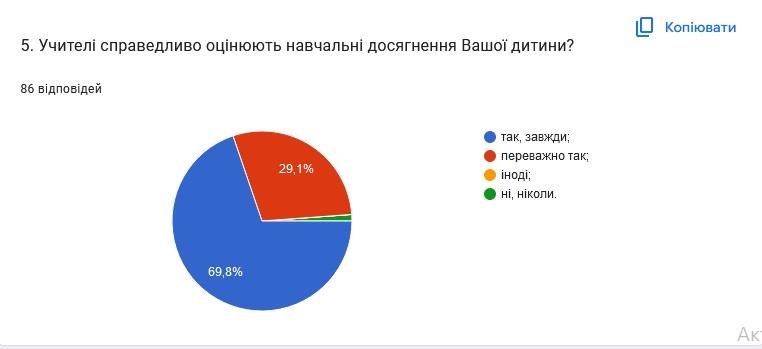 Копіювати
5. Учителі справедливо оцінюють навчальні досягнення Вашої дитини?
86 відповідей
так, завжди;
переважно так;
іноді;
ні, ніколи.
29,1%
69,8%